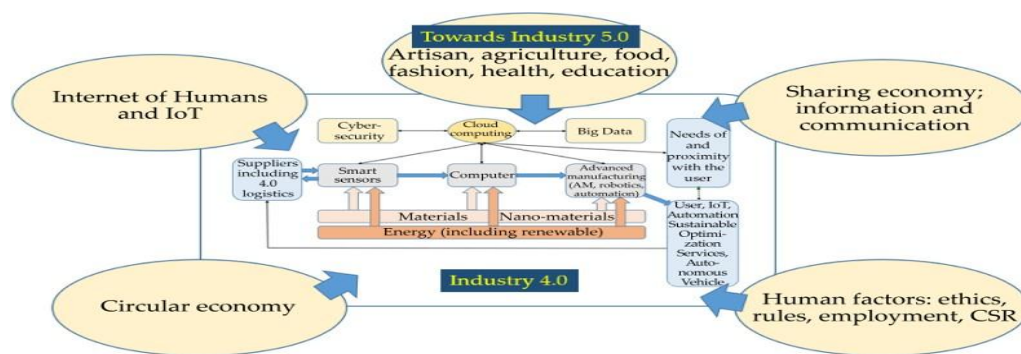 Towards Industry 5.0
Artisan, agriculture, food,
fashion, health, education
Internet of Humans
and IoT
Sharing economy;
information and
communication
Cyber-
security
Cloud
computing
Big Data
Needs of
and
proximity
with the
user
Suppliers
including 4.0
logistics
Smart
sensors
Computer
Advanced
manufacturing
(AM, robotics,
automation)
Materials
Nano-materials
Energy (including renewable)
User, IoT,
Automation
Sustainable
Optimi-
zation
Services,
Auto-
nomous
Vehicle
Industry 4.0
Circular economy
Human factors: ethics,
rules, employment, CSR